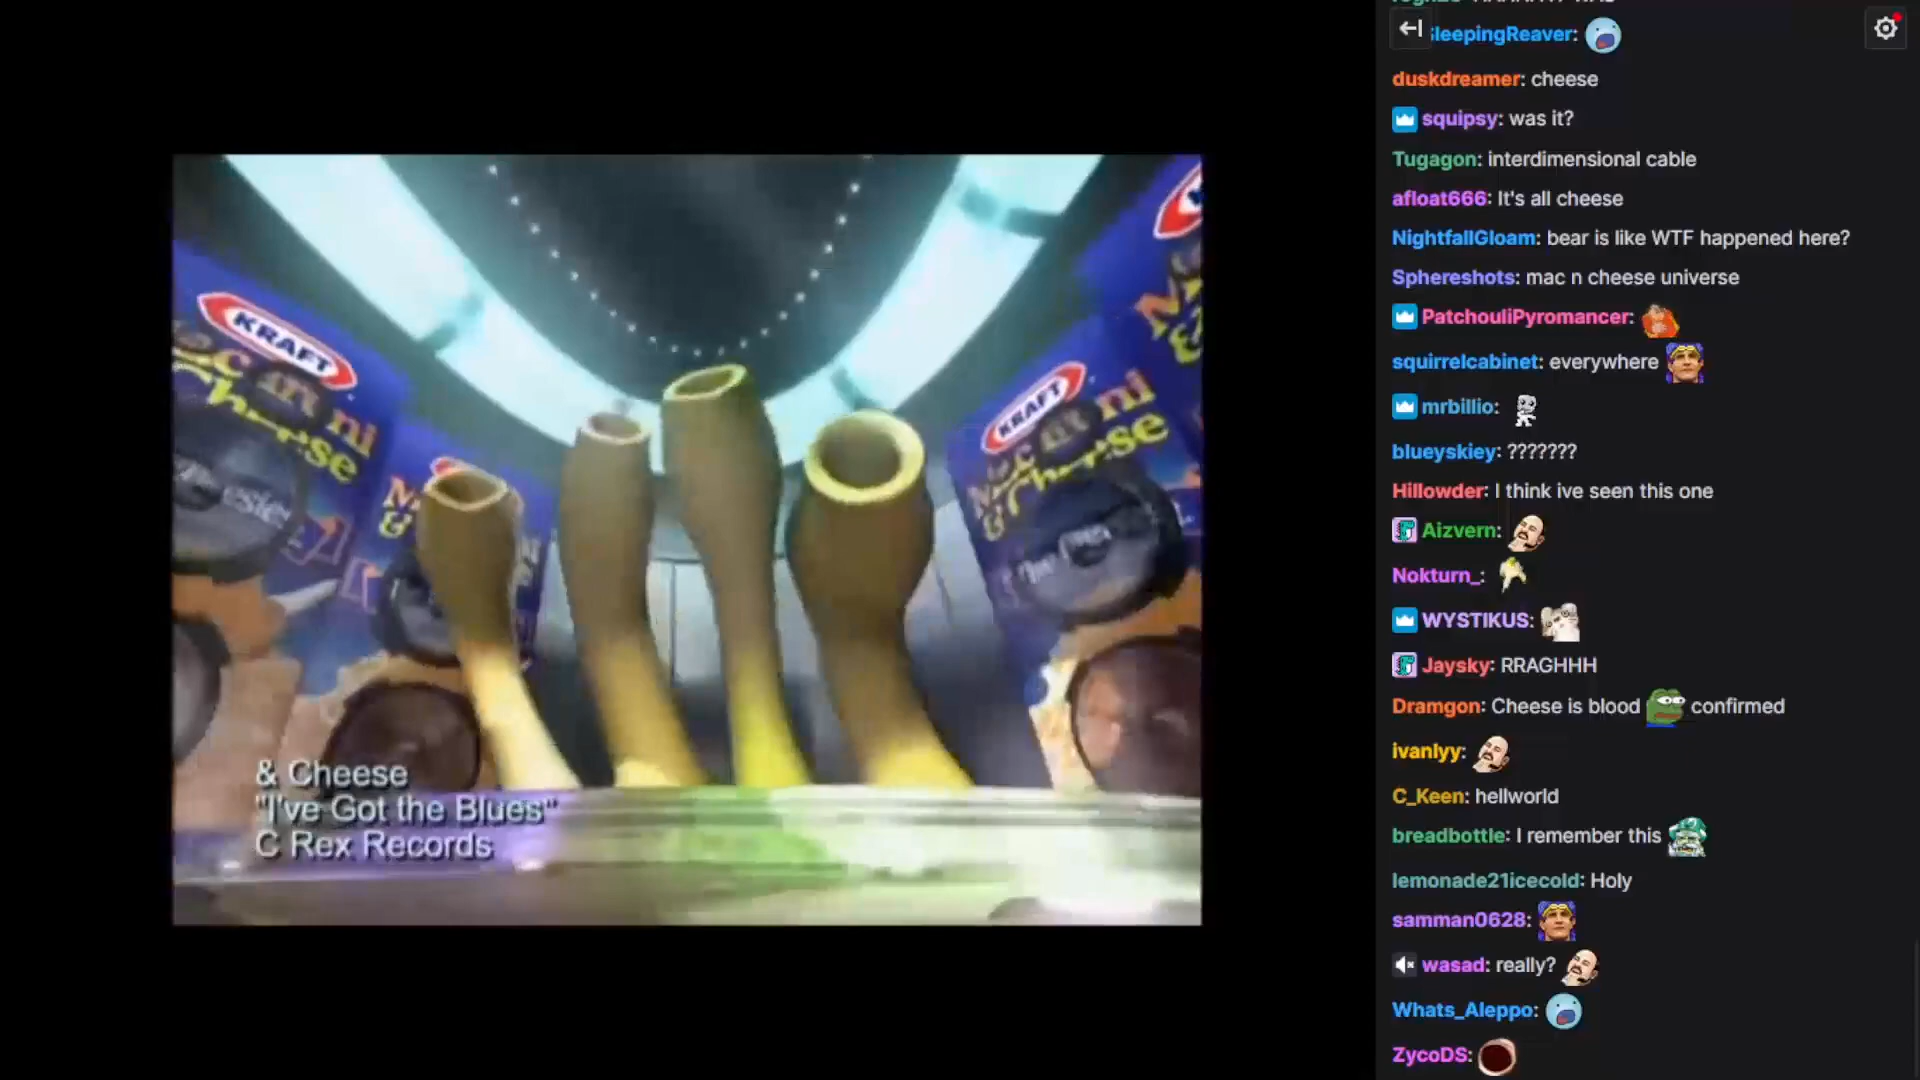 SleepingReaver:
duskdreamer: cheese
squipsy: was it?
Tugagon: interdimensional cable
afloat666: It's all cheese
NightfallGloam: bear is like WTF happened here?
Sphereshots: mac n cheese universe
PatchouliPyromancer:
squirrelcabinet: everywhere
mrbillio:
blueyskiey: ???????
Hillowder: I think ive seen this one
Aizvern:
Nokturn_:
WYSTIKUS:
Jaysky: RRAGHHH
Dramgon: Cheese is blood confirmed
ivanlyy:
C_Keen: hellworld
breadbottle: I remember this
lemonade21icecold: Holy
samman0628:
wasad: really?
Whats_Aleppo:
ZycoDS:
KRAFT
KRAFT
& Cheese
"I've Got the Blues"
C Rex Records